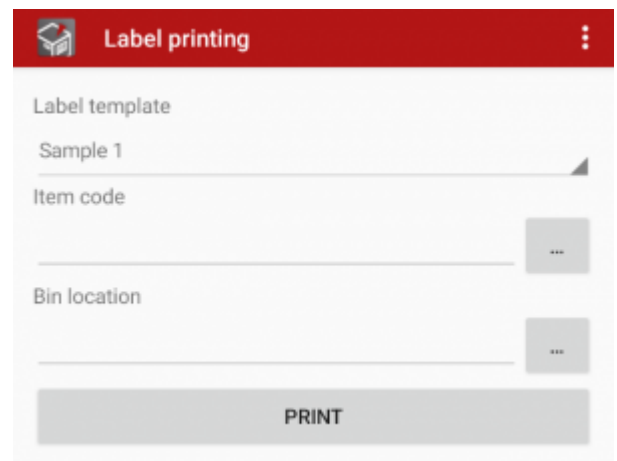 Label printing
Label template
Sample 1
Item code
...
Bin location
...
PRINT